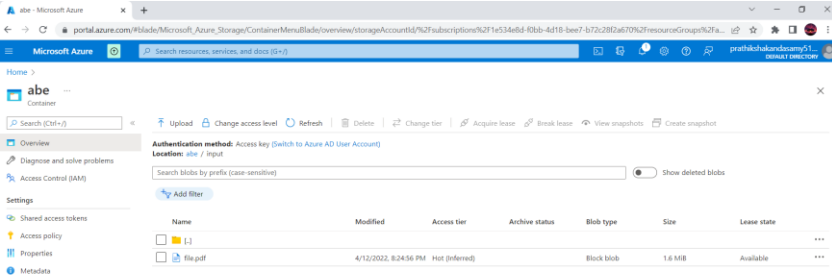 abe - Microsoft Azure
portal.azure.com/#blade/Microsoft_Azure_Storage/ContainerMenuBlade/overview/storageAccountId/%2Fsubscriptions%2F1e534e8d-f0bb-4d18-bee7-b72c28f2a670%2FresourceGroups%2Fa...
Microsoft Azure
Search resources, services, and docs (G+/)
prathikshakandasamy51...
DEFAULT DIRECTORY
Home >
abe ...
Container
Search (Ctrl+/)
Overview
Diagnose and solve problems
Access Control (IAM)
Settings
Shared access tokens
Access policy
Properties
Metadata
Upload Change access level Refresh Delete Change tier Acquire lease Break lease View snapshots Create snapshot
Authentication method: Access key (Switch to Azure AD User Account)
Location: abe / input
Search blobs by prefix (case-sensitive)
Show deleted blobs
Add filter
Name Modified Access tier Archive status Blob type Size Lease state
[..]
file.pdf 4/12/2022, 8:24:56 PM Hot (Inferred) Block blob 1.6 MiB Available